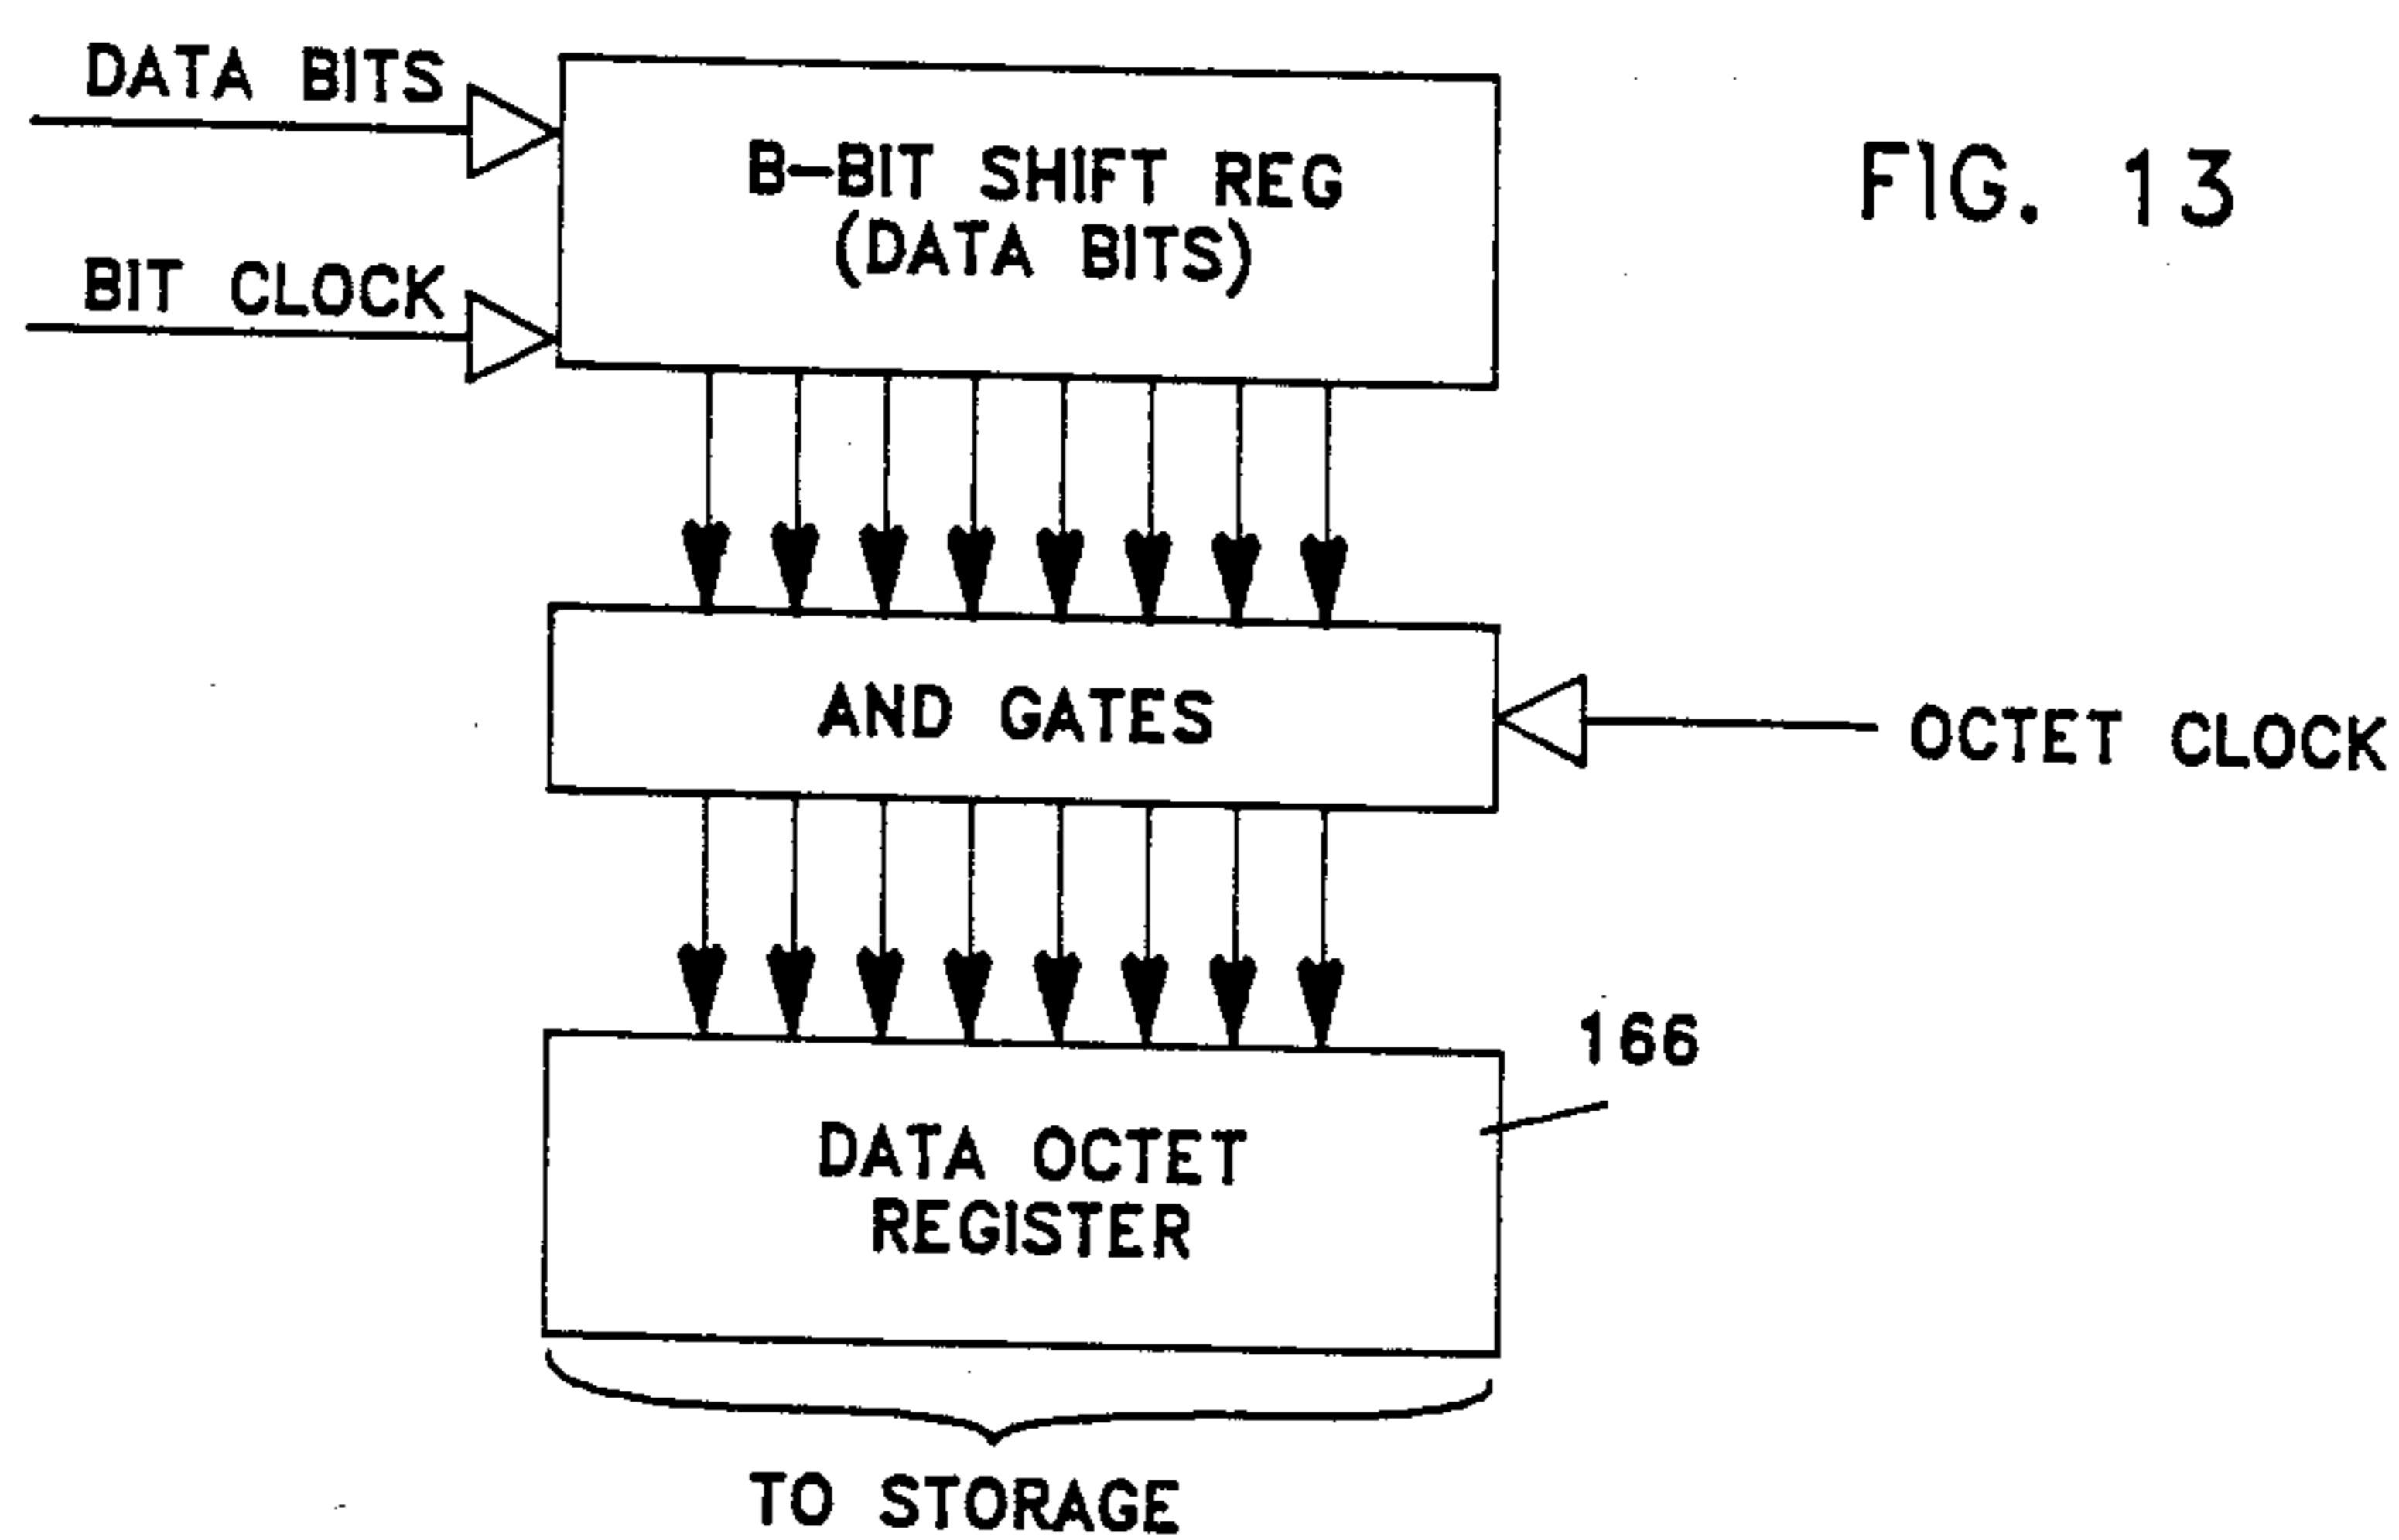 DATA BITS
B-BIT SHIFT REG
(DATA BITS)
FIG. 13
BIT CLOCK
AND GATES
OCTET CLOCK
166
DATA OCTET
REGISTER
TO STORAGE